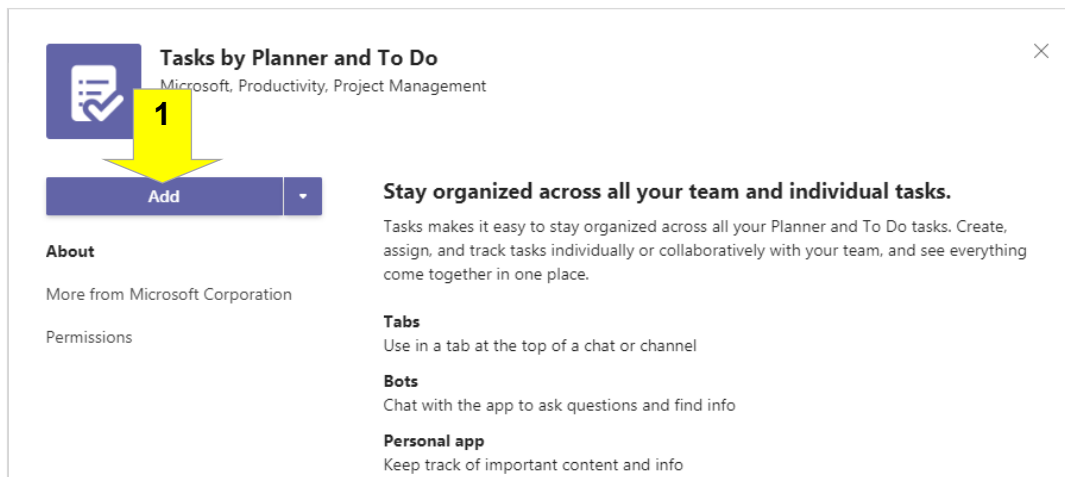 Tasks by Planner and To Do
Microsoft, Productivity, Project Management
1
Add
Stay organized across all your team and individual tasks.
Tasks makes it easy to stay organized across all your Planner and To Do tasks. Create,
assign, and track tasks individually or collaboratively with your team, and see everything
come together in one place.
About
More from Microsoft Corporation
Permissions
Tabs
Use in a tab at the top of a chat or channel
Bots
Chat with the app to ask questions and find info
Personal app
Keep track of important content and info